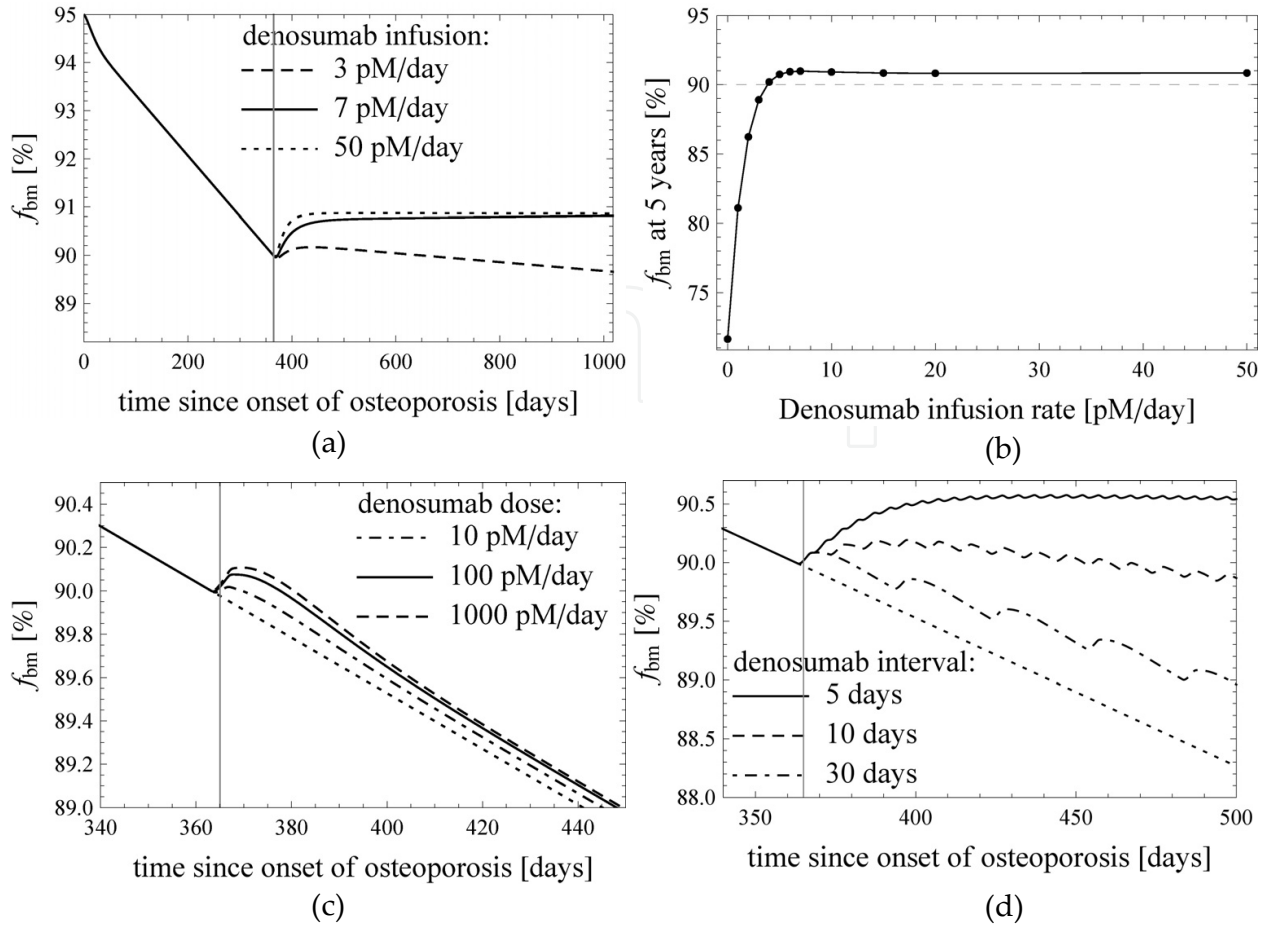 denosumab infusion:
3 pM/day
7 pM/day
50 pM/day
95
94
93
92
91
90
89
0
200
400
600
800
1000
f_bm [%]
time since onset of osteoporosis [days]
(a)
95
90
85
80
75
0
10
20
30
40
50
f_bm at 5 years [%]
Denosumab infusion rate [pM/day]
(b)
denosumab dose:
10 pM/day
100 pM/day
1000 pM/day
90.4
90.2
90.0
89.8
89.6
89.4
89.2
89.0
340
360
380
400
420
440
f_bm [%]
time since onset of osteoporosis [days]
(c)
90.5
90.0
89.5
89.0
88.5
88.0
denosumab interval:
5 days
10 days
30 days
350
400
450
500
f_bm [%]
time since onset of osteoporosis [days]
(d)